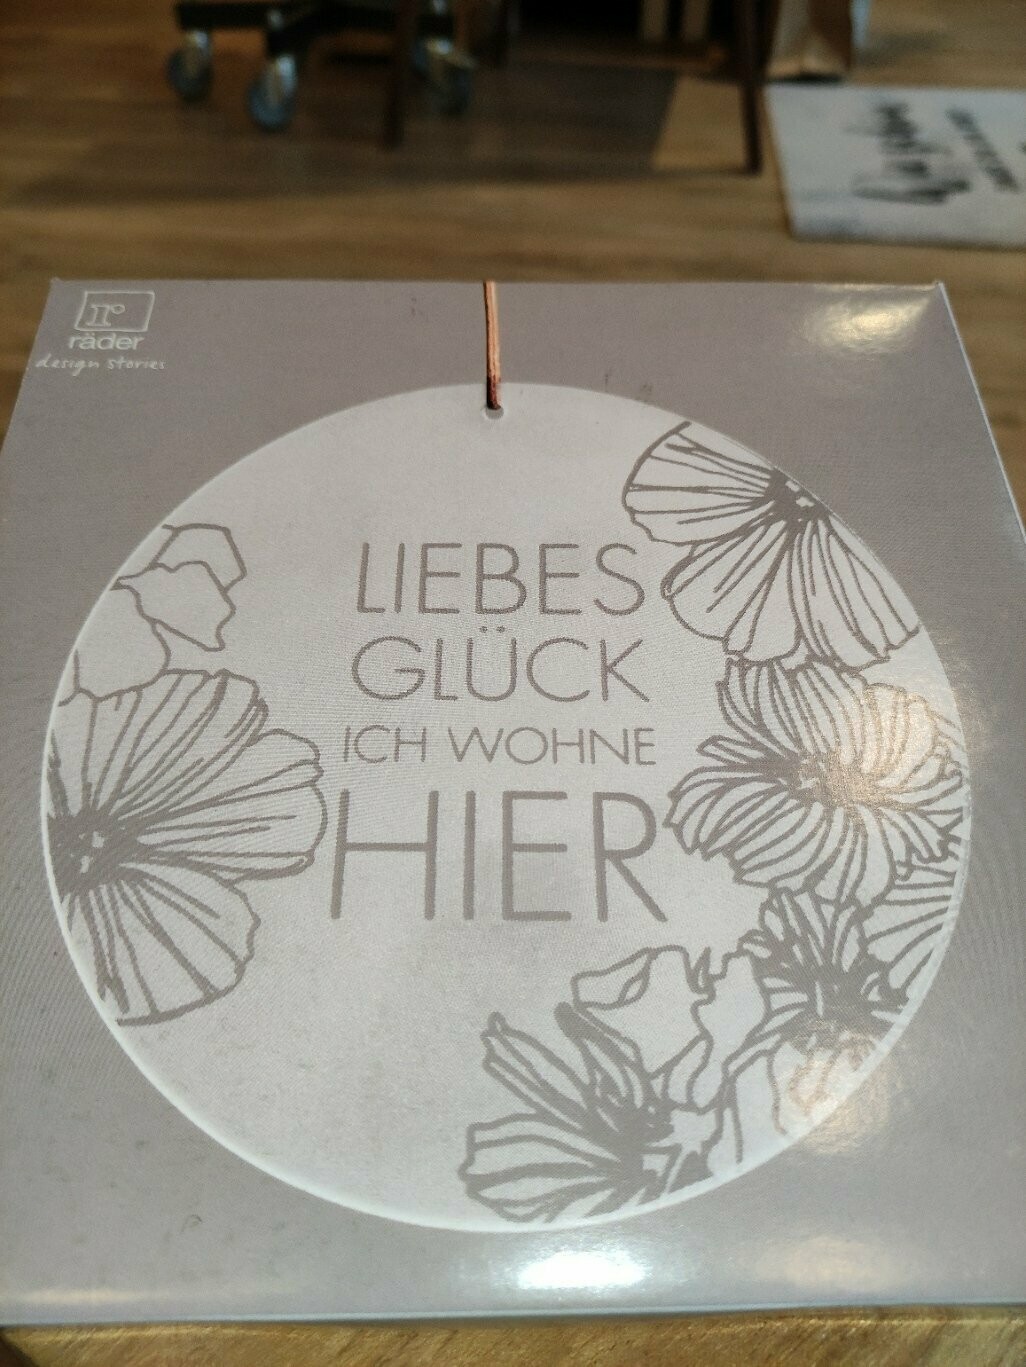 räder
design stories
LIEBES
GLÜCK
ICH WOHNE
HIER